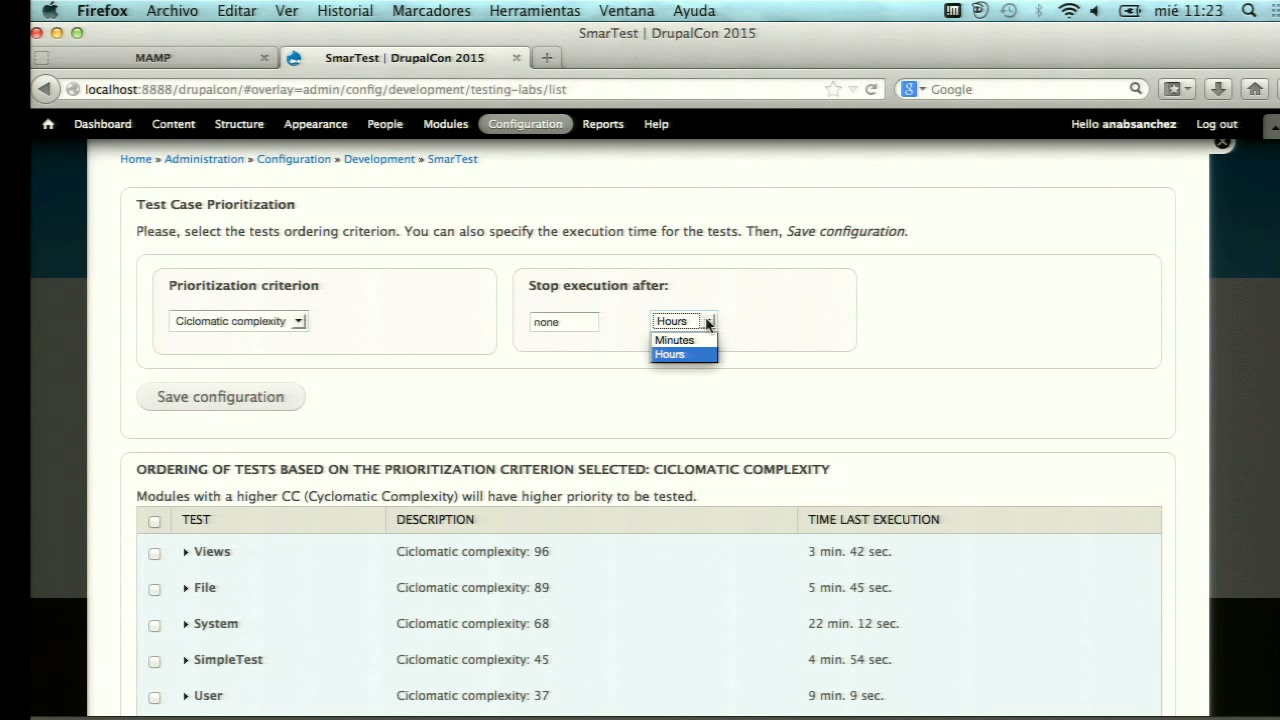 Firefox Archivo Editar Ver Historial Marcadores Herramientas Ventana Ayuda mié 11:23
SmarTest | DrupalCon 2015
MAMP SmarTest | DrupalCon 2015
localhost:8888/drupalcon/#overlay=admin/config/development/testing-labs/list Google
Dashboard Content Structure Appearance People Modules Configuration Reports Help Hello anabsanchez Log out
Home » Administration » Configuration » Development » SmarTest
Test Case Prioritization
Please, select the tests ordering criterion. You can also specify the execution time for the tests. Then, Save configuration.
Prioritization criterion Stop execution after:
Ciclomatic complexity none Hours
Minutes
Hours
Save configuration
ORDERING OF TESTS BASED ON THE PRIORITIZATION CRITERION SELECTED: CICLOMATIC COMPLEXITY
Modules with a higher CC (Cyclomatic Complexity) will have higher priority to be tested.
TEST DESCRIPTION TIME LAST EXECUTION
Views Ciclomatic complexity: 96 3 min. 42 sec.
File Ciclomatic complexity: 89 5 min. 45 sec.
System Ciclomatic complexity: 68 22 min. 12 sec.
SimpleTest Ciclomatic complexity: 45 4 min. 54 sec.
User Ciclomatic complexity: 37 9 min. 9 sec.